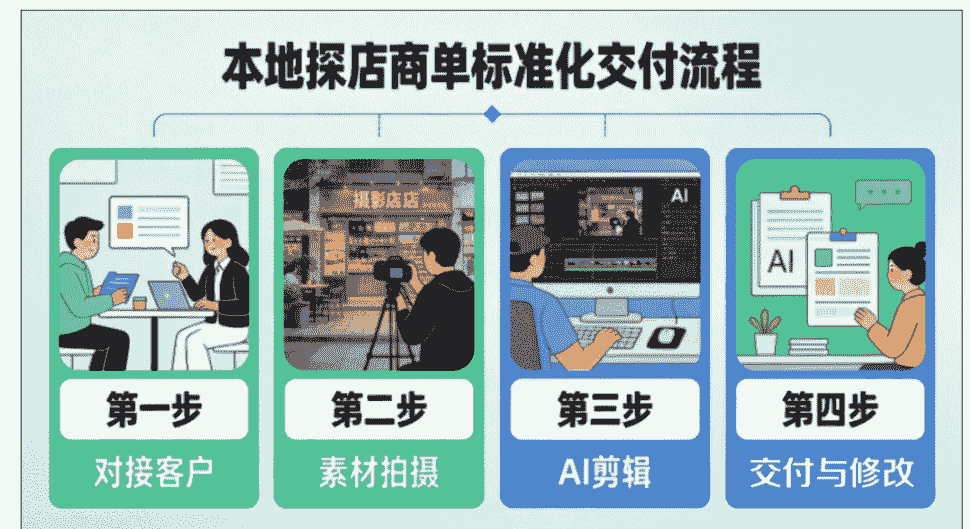 本地探店商单标准化交付流程
摄影店店
AI
AI
第一步
第二步
第三步
第四步
对接客户
素材拍摄
AI剪辑
交付与修改